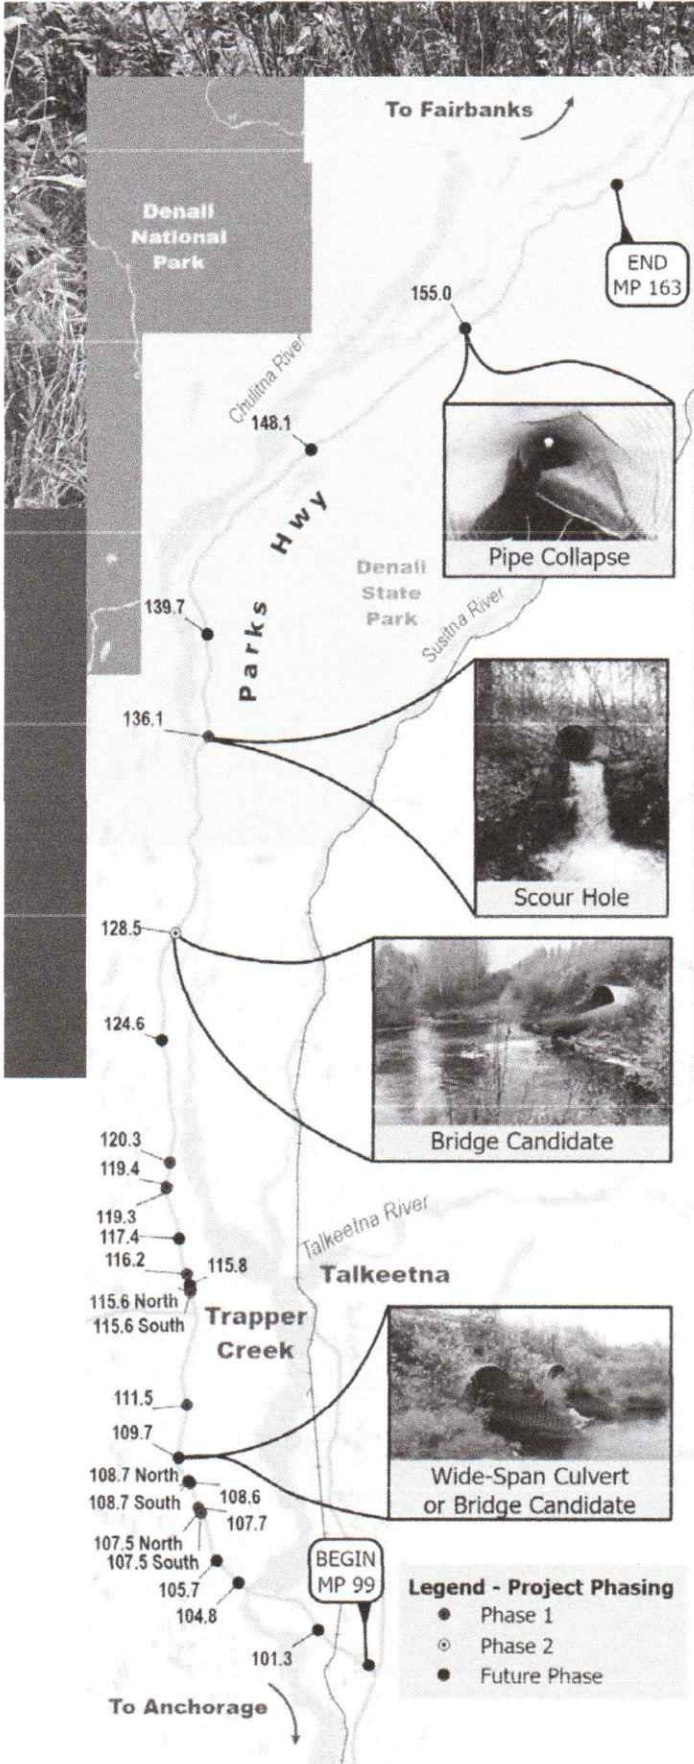 To Fairbanks
Denali
National
Park
END
MP 163
155.0
Chulitna River
148.1
Pipe Collapse
Parks Hwy
Denali
State
Park
Susitna River
139.7
136.1
Scour Hole
128.5
124.6
Bridge Candidate
120.3
119.4
119.3
117.4
116.2
115.8
115.6 North
115.6 South
Talkeetna River
Talkeetna
Trapper
Creek
111.5
109.7
108.7 North
108.7 South
108.6
107.7
107.5 North
107.5 South
105.7
104.8
Wide-Span Culvert
or Bridge Candidate
BEGIN
MP 99
101.3
Legend - Project Phasing
Phase 1
Phase 2
Future Phase
To Anchorage